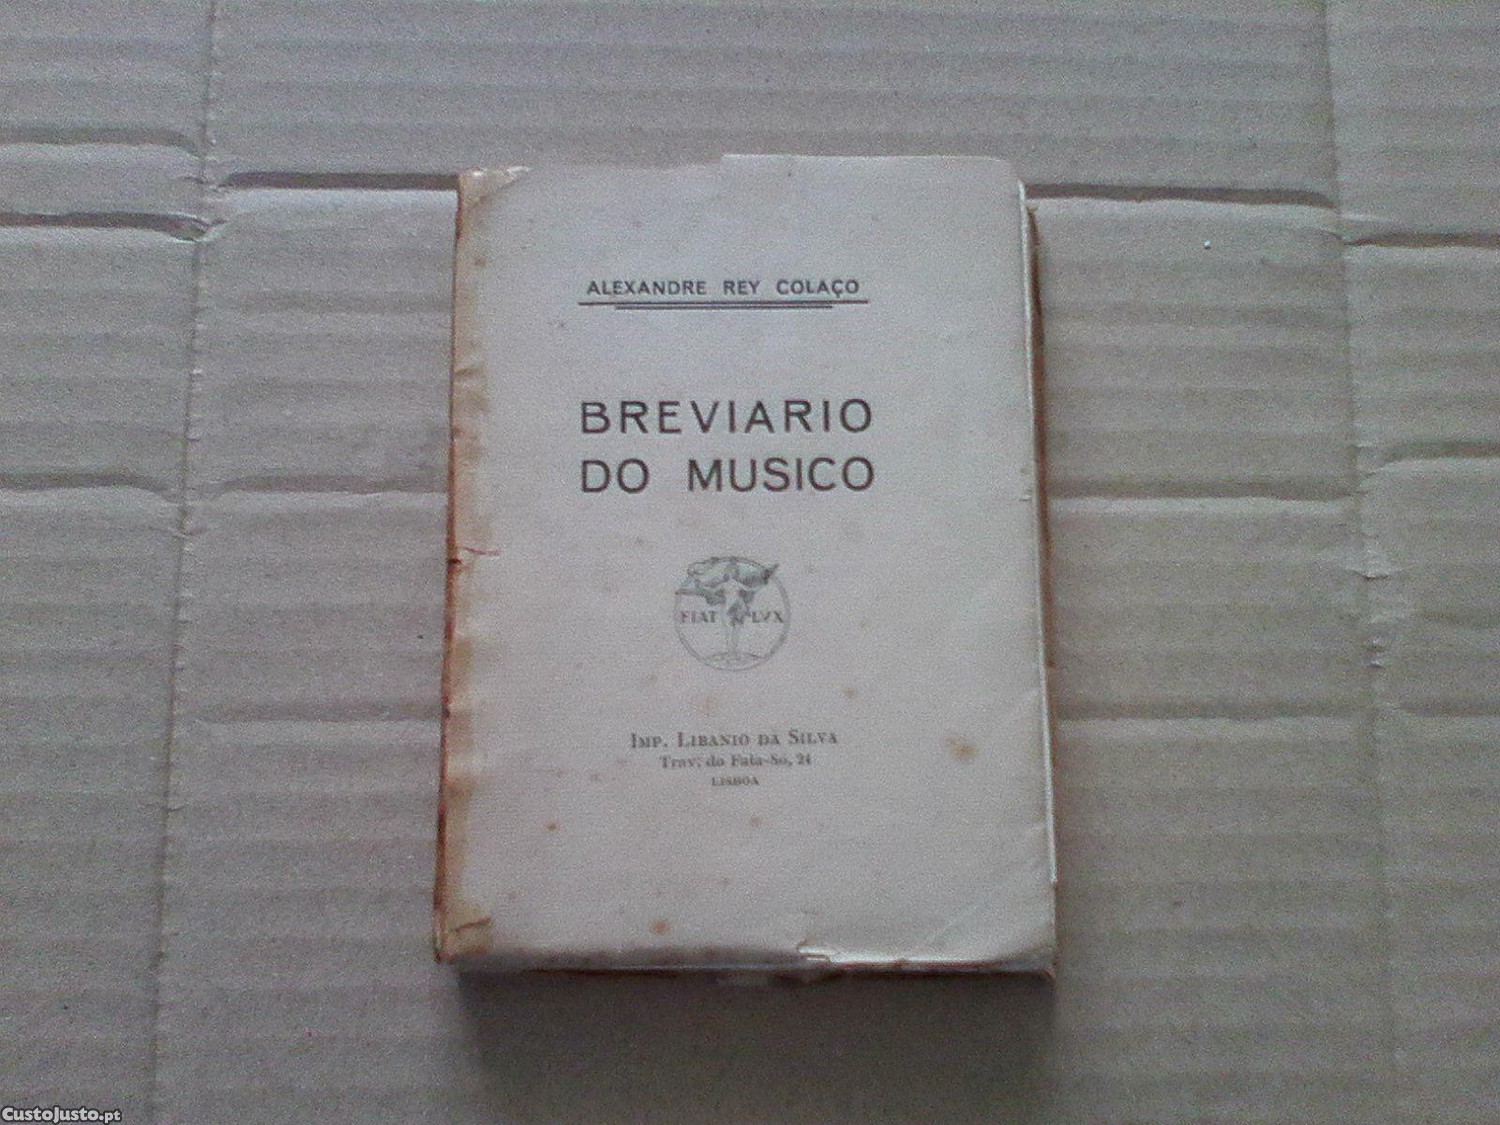 ALEXANDRE REY COLAÇO
BREVIARIO
DO MUSICO
FIAT LVX
IMP. LIBANIO DA SILVA
Trav. do Fala-Só, 24
LISBOA
CustoJusto.pt